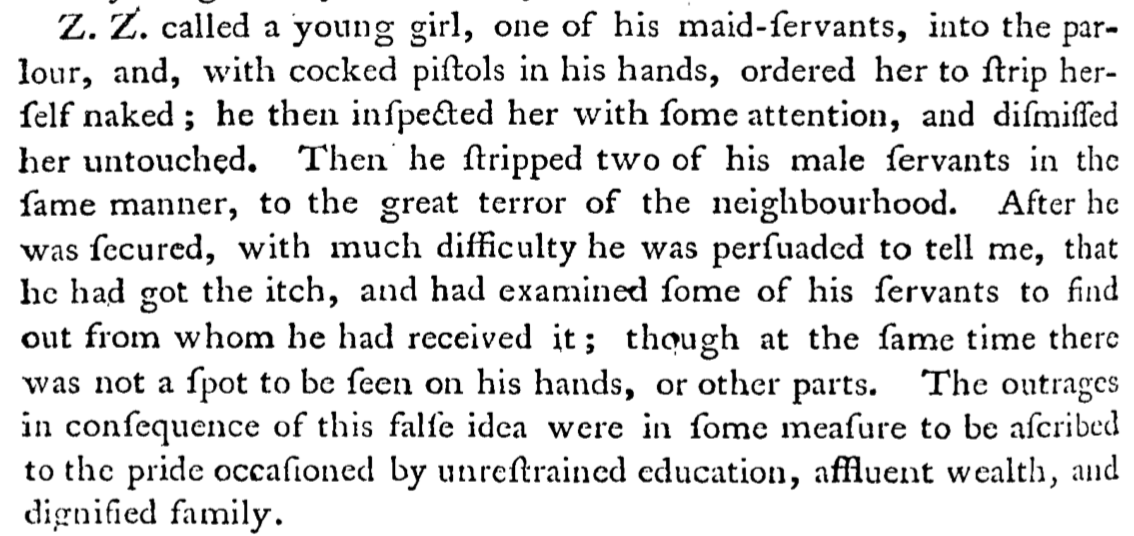 Z. Z. called a young girl, one of his maid-ſervants, into the par-
lour, and, with cocked piſtols in his hands, ordered her to ſtrip her-
ſelf naked; he then inſpected her with ſome attention, and diſmiſſed
her untouched. Then he ſtripped two of his male ſervants in the
ſame manner, to the great terror of the neighbourhood. After he
was ſecured, with much difficulty he was perſuaded to tell me, that
he had got the itch, and had examined ſome of his ſervants to find
out from whom he had received it; though at the ſame time there
was not a ſpot to be ſeen on his hands, or other parts. The outrages
in conſequence of this falſe idea were in ſome meaſure to be aſcribed
to the pride occaſioned by unreſtrained education, affluent wealth, and
dignified family.